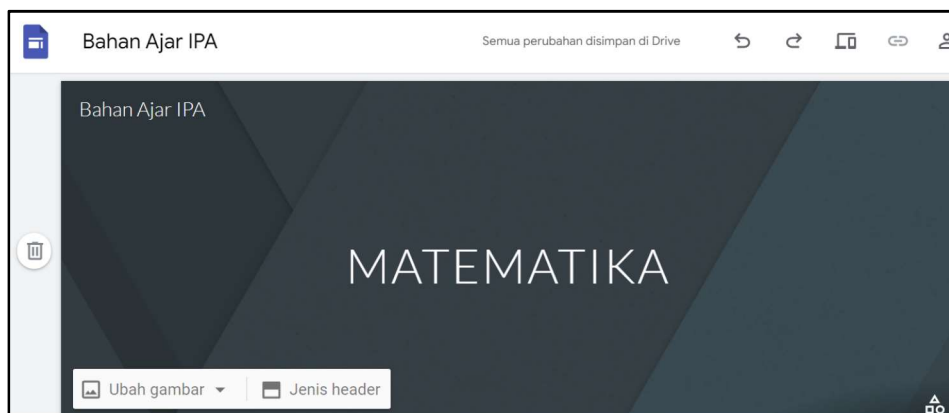 Bahan Ajar IPA
Semua perubahan disimpan di Drive
Bahan Ajar IPA
MATEMATIKA
Ubah gambar
Jenis header